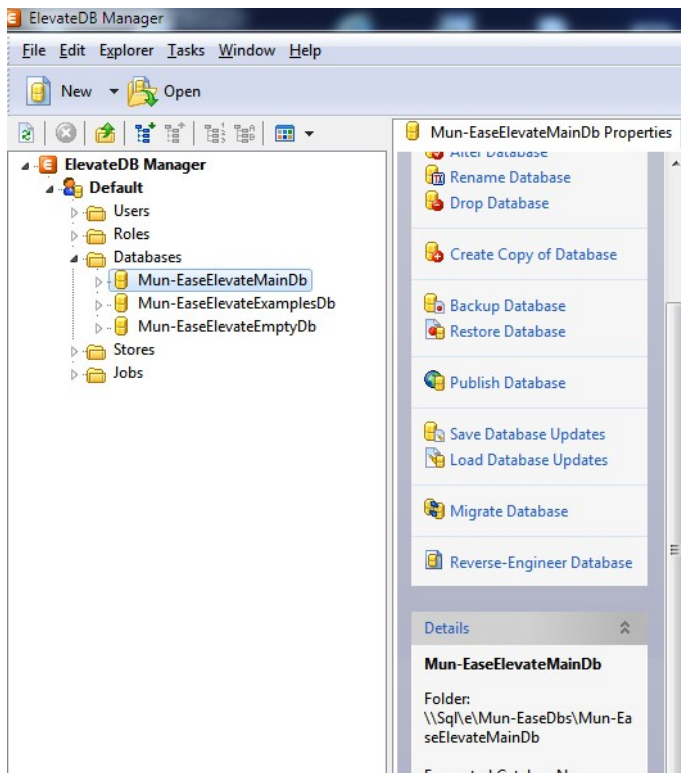 ElevateDB Manager
File Edit Explorer Tasks Window Help
New Open
Mun-EaseElevateMainDb Properties
ElevateDB Manager
Default
Users
Roles
Databases
Mun-EaseElevateMainDb
Mun-EaseElevateExamplesDb
Mun-EaseElevateEmptyDb
Stores
Jobs
Alter Database
Rename Database
Drop Database
Create Copy of Database
Backup Database
Restore Database
Publish Database
Save Database Updates
Load Database Updates
Migrate Database
Reverse-Engineer Database
Details
Mun-EaseElevateMainDb
Folder:
\\Sql\e\Mun-EaseDbs\Mun-Ea
seElevateMainDb